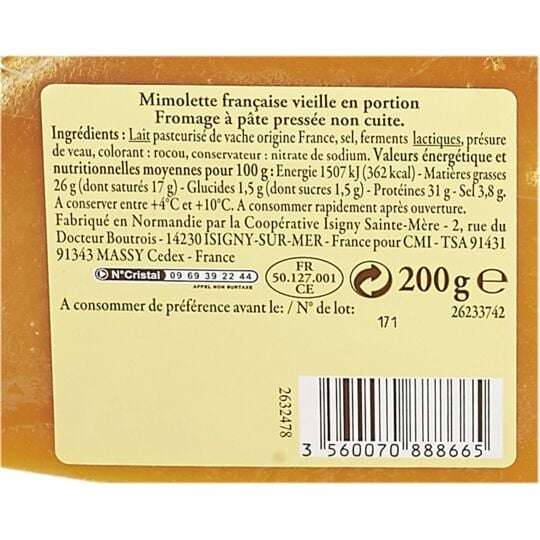 Mimolette française vieille en portion
Fromage à pâte pressée non cuite.
Ingrédients : Lait pasteurisé de vache origine France, sel, ferments lactiques, présure
de veau, colorant : rocou, conservateur : nitrate de sodium. Valeurs énergétique et
nutritionnelles moyennes pour 100 g : Energie 1507 kJ (362 kcal) - Matières grasses
26 g (dont saturés 17 g) - Glucides 1,5 g (dont sucres 1,5 g) - Protéines 31 g - Sel 3,8 g.
A conserver entre +4°C et +10°C. A consommer rapidement après ouverture.
Fabriqué en Normandie par la Coopérative Isigny Sainte-Mère - 2, rue du
Docteur Boutrois - 14230 ISIGNY-SUR-MER - France pour CMI - TSA 91431
91343 MASSY Cedex - France
N°Cristal 09 69 39 22 44
APPEL NON SURTAXE
FR
50.127.001
CE
200 g e
A consommer de préférence avant le: / N° de lot:
171
26233742
2632478
3 560070 888665